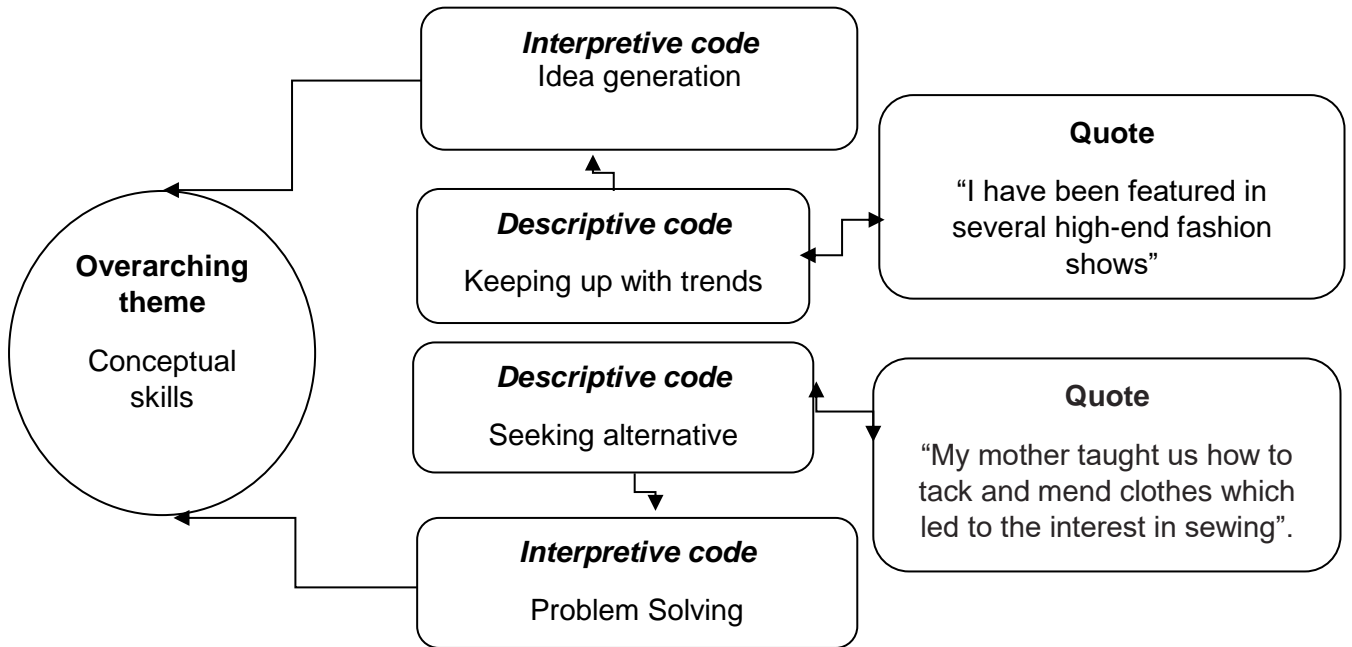 Interpretive code
Idea generation
Quote
“I have been featured in
several high-end fashion
shows”
Descriptive code
Keeping up with trends
Overarching
theme
Conceptual
skills
Descriptive code
Seeking alternative
Quote
“My mother taught us how to
tack and mend clothes which
led to the interest in sewing”.
Interpretive code
Problem Solving